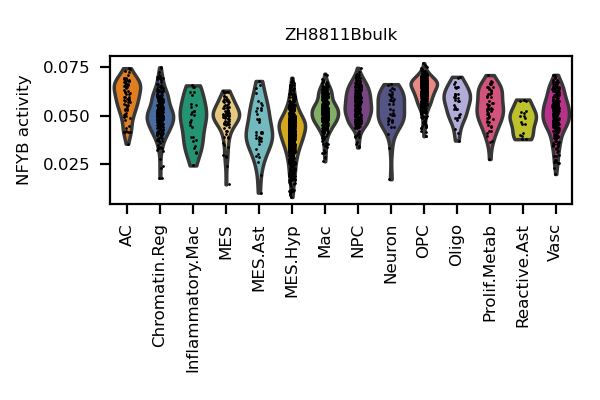 ZH8811Bbulk
NFYB activity
0.075
0.050
0.025
AC
Chromatin.Reg
Inflammatory.Mac
MES
MES.Ast
MES.Hyp
Mac
NPC
Neuron
OPC
Oligo
Prolif.Metab
Reactive.Ast
Vasc